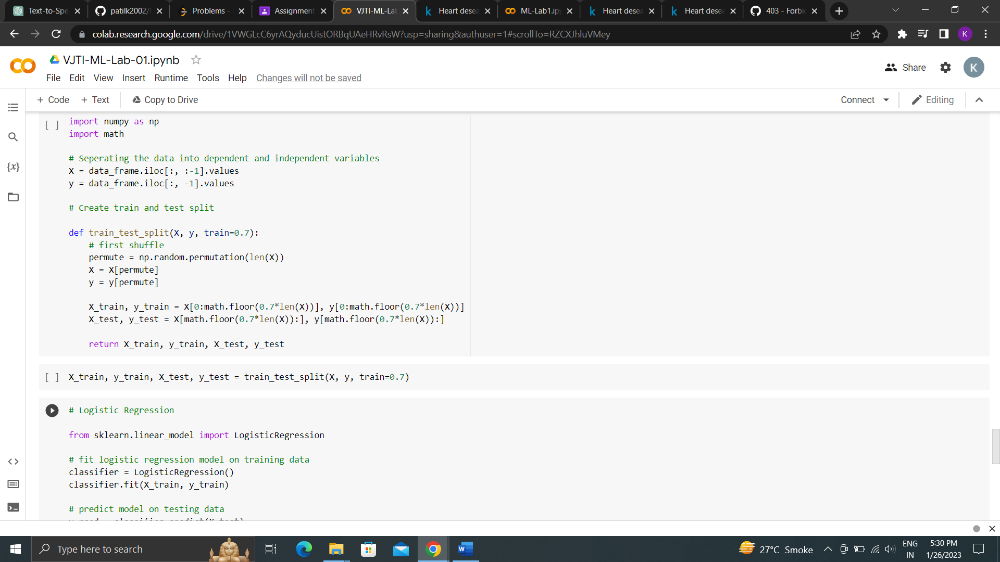 Text-to-Spe
patilk2002/
Problems -
Assignment
VJTI-ML-La
Heart desea
ML-Lab1.ip
Heart desea
Heart desea
403 - Forbi
colab.research.google.com/drive/1VWGLcC6yrAQyducUistORBqUAeHRvRsW?usp=sharing&authuser=1#scrollTo=RZCXJhluVMey
K
VJTI-ML-Lab-01.ipynb
Share
K
File Edit View Insert Runtime Tools Help Changes will not be saved
+ Code + Text Copy to Drive
Connect
Editing
{x}
[ ]
import numpy as np
import math
# Seperating the data into dependent and independent variables
X = data_frame.iloc[:, :-1].values
y = data_frame.iloc[:, -1].values
# Create train and test split
def train_test_split(X, y, train=0.7):
# first shuffle
permute = np.random.permutation(len(X))
X = X[permute]
y = y[permute]
X_train, y_train = X[0:math.floor(0.7*len(X))], y[0:math.floor(0.7*len(X))]
X_test, y_test = X[math.floor(0.7*len(X)):], y[math.floor(0.7*len(X)):]
return X_train, y_train, X_test, y_test
[ ] X_train, y_train, X_test, y_test = train_test_split(X, y, train=0.7)
# Logistic Regression
from sklearn.linear_model import LogisticRegression
# fit logistic regression model on training data
classifier = LogisticRegression()
classifier.fit(X_train, y_train)
# predict model on testing data
Type here to search
W
27°C Smoke
ENG
IN
5:30 PM
1/26/2023